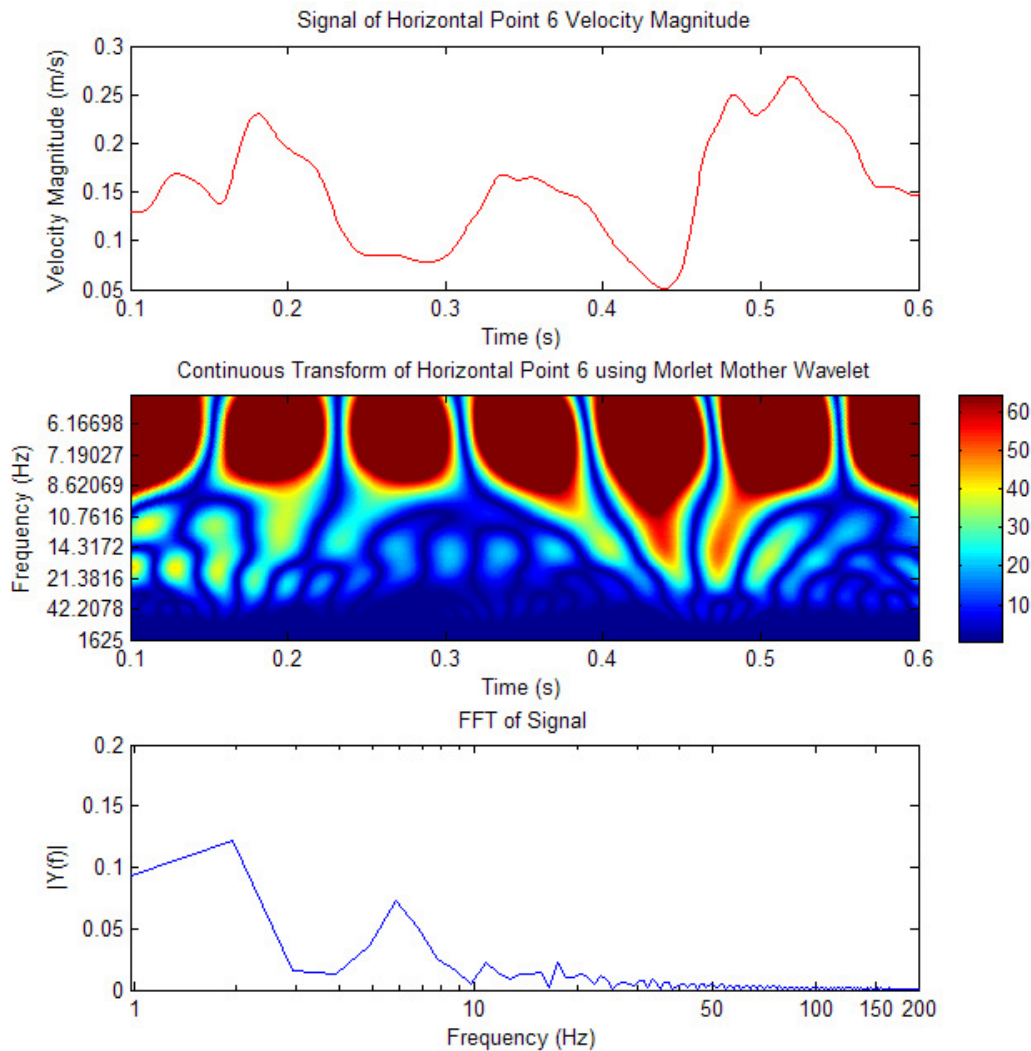 Signal of Horizontal Point 6 Velocity Magnitude
Velocity Magnitude (m/s)
0.3
0.25
0.2
0.15
0.1
0.05
0.1 0.2 0.3 0.4 0.5 0.6
Time (s)
Continuous Transform of Horizontal Point 6 using Morlet Mother Wavelet
Frequency (Hz)
6.16698
7.19027
8.62069
10.7616
14.3172
21.3816
42.2078
1625
0.1 0.2 0.3 0.4 0.5 0.6
Time (s)
60
50
40
30
20
10
FFT of Signal
|Y(f)|
0.2
0.15
0.1
0.05
0
1 10 50 100 150 200
Frequency (Hz)